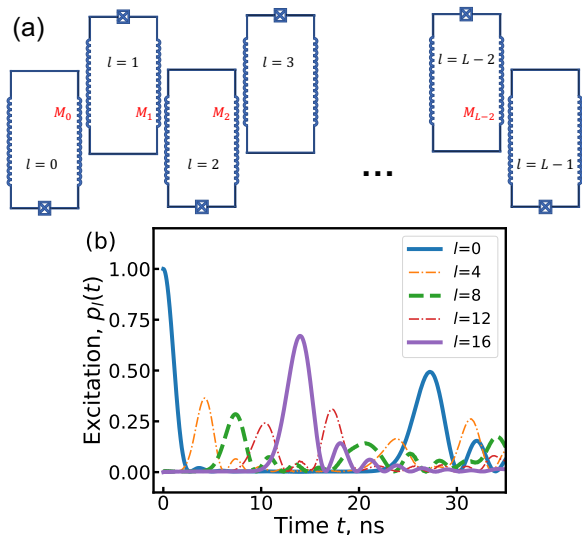 (a)
l = 1
l = 3
l = L − 2
M₀
M₁
M₂
M_{L−2}
l = 0
l = 2
l = L − 1
...
(b)
l=0
l=4
l=8
l=12
l=16
1.00
0.75
0.50
0.25
0.00
Excitation, pₗ(t)
0
10
20
30
Time t, ns